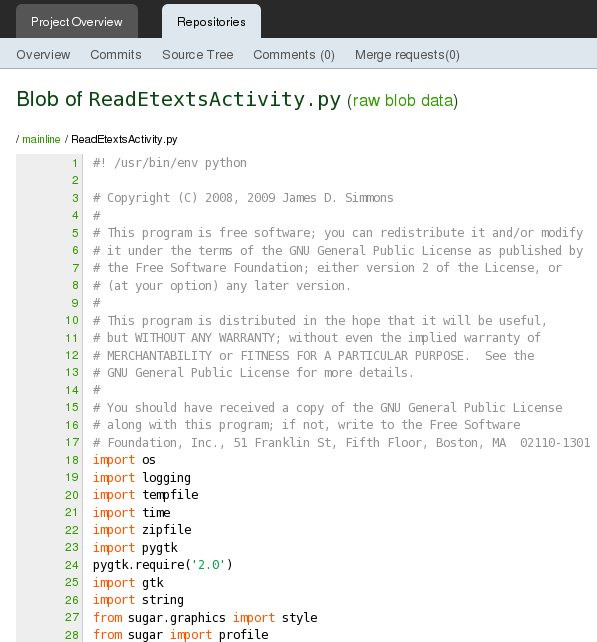 Project Overview Repositories
Overview Commits Source Tree Comments (0) Merge requests(0)
Blob of ReadEtextsActivity.py (raw blob data)
/ mainline / ReadEtextsActivity.py
1 #! /usr/bin/env python
2
3 # Copyright (C) 2008, 2009 James D. Simmons
4 #
5 # This program is free software; you can redistribute it and/or modify
6 # it under the terms of the GNU General Public License as published by
7 # the Free Software Foundation; either version 2 of the License, or
8 # (at your option) any later version.
9 #
10 # This program is distributed in the hope that it will be useful,
11 # but WITHOUT ANY WARRANTY; without even the implied warranty of
12 # MERCHANTABILITY or FITNESS FOR A PARTICULAR PURPOSE.  See the
13 # GNU General Public License for more details.
14 #
15 # You should have received a copy of the GNU General Public License
16 # along with this program; if not, write to the Free Software
17 # Foundation, Inc., 51 Franklin St, Fifth Floor, Boston, MA  02110-1301
18 import os
19 import logging
20 import tempfile
21 import time
22 import zipfile
23 import pygtk
24 pygtk.require('2.0')
25 import gtk
26 import string
27 from sugar.graphics import style
28 from sugar import profile